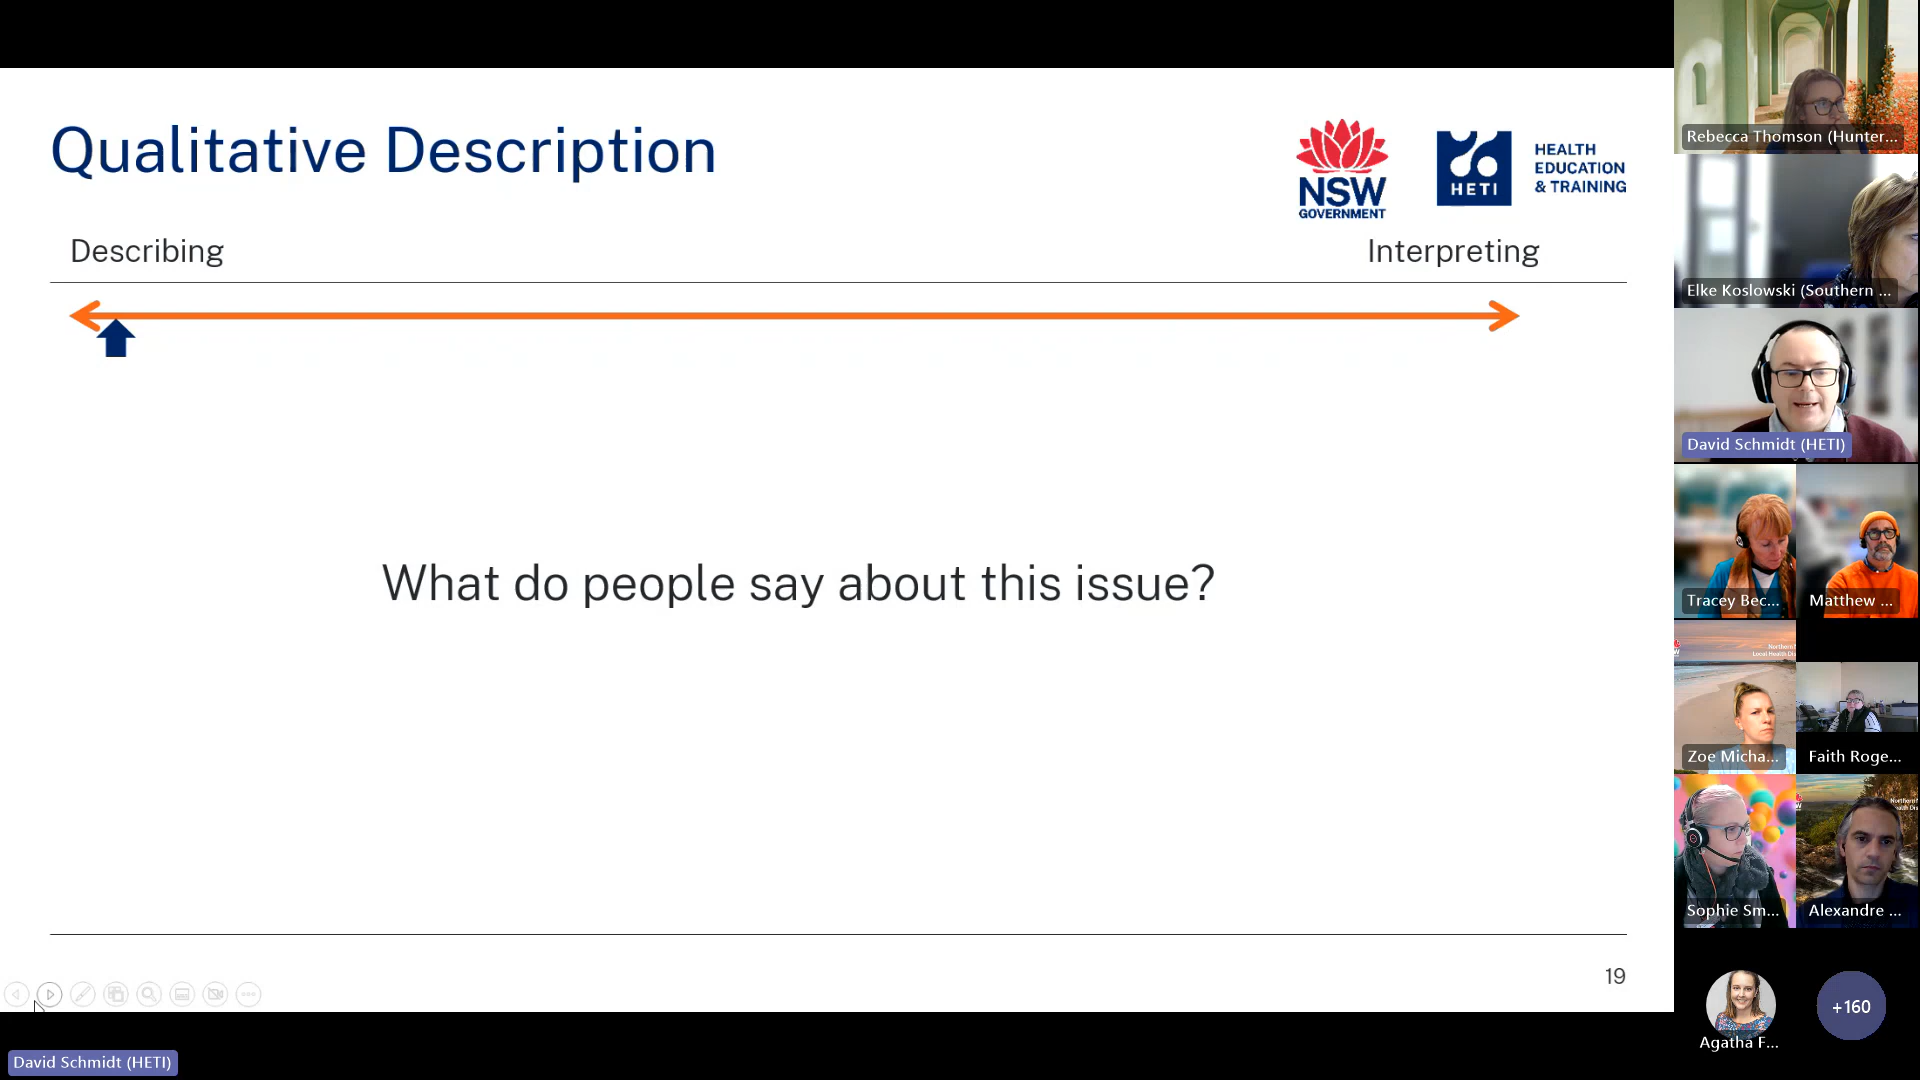 Qualitative Description
NSW
GOVERNMENT
HETI
HEALTH
EDUCATION
& TRAINING
Describing
Interpreting
What do people say about this issue?
19
David Schmidt (HETI)
Rebecca Thomson (Hunter...
Elke Koslowski (Southern ...
David Schmidt (HETI)
Tracey Bec...
Matthew ...
Zoe Micha...
Faith Roge...
Sophie Sm...
Alexandre ...
Agatha F...
+160